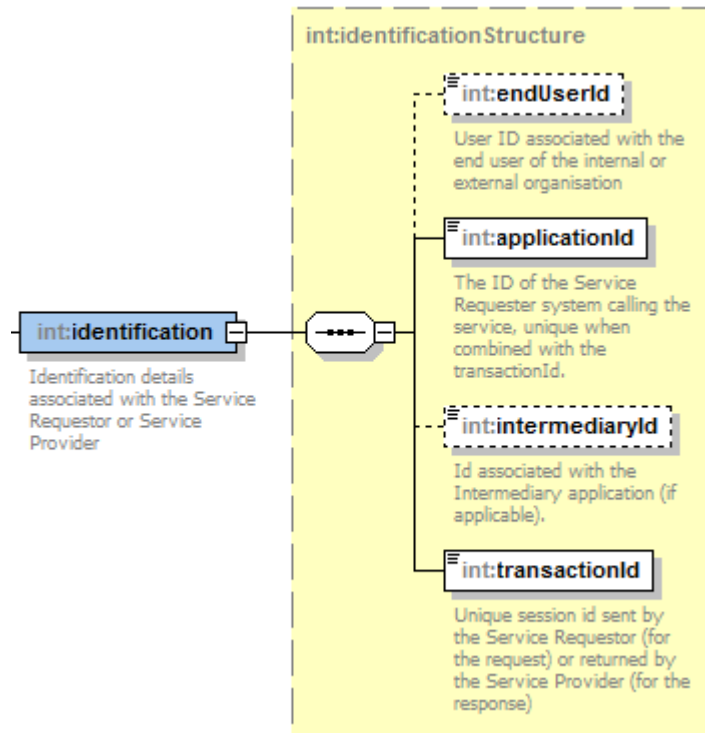 int:identificationStructure
int:endUserId
User ID associated with the
end user of the internal or
external organisation
int:applicationId
The ID of the Service
Requester system calling the
service, unique when
combined with the
transactionId.
int:identification
Identification details
associated with the Service
Requestor or Service
Provider
int:intermediaryId
Id associated with the
Intermediary application (if
applicable).
int:transactionId
Unique session id sent by
the Service Requestor (for
the request) or returned by
the Service Provider (for the
response)